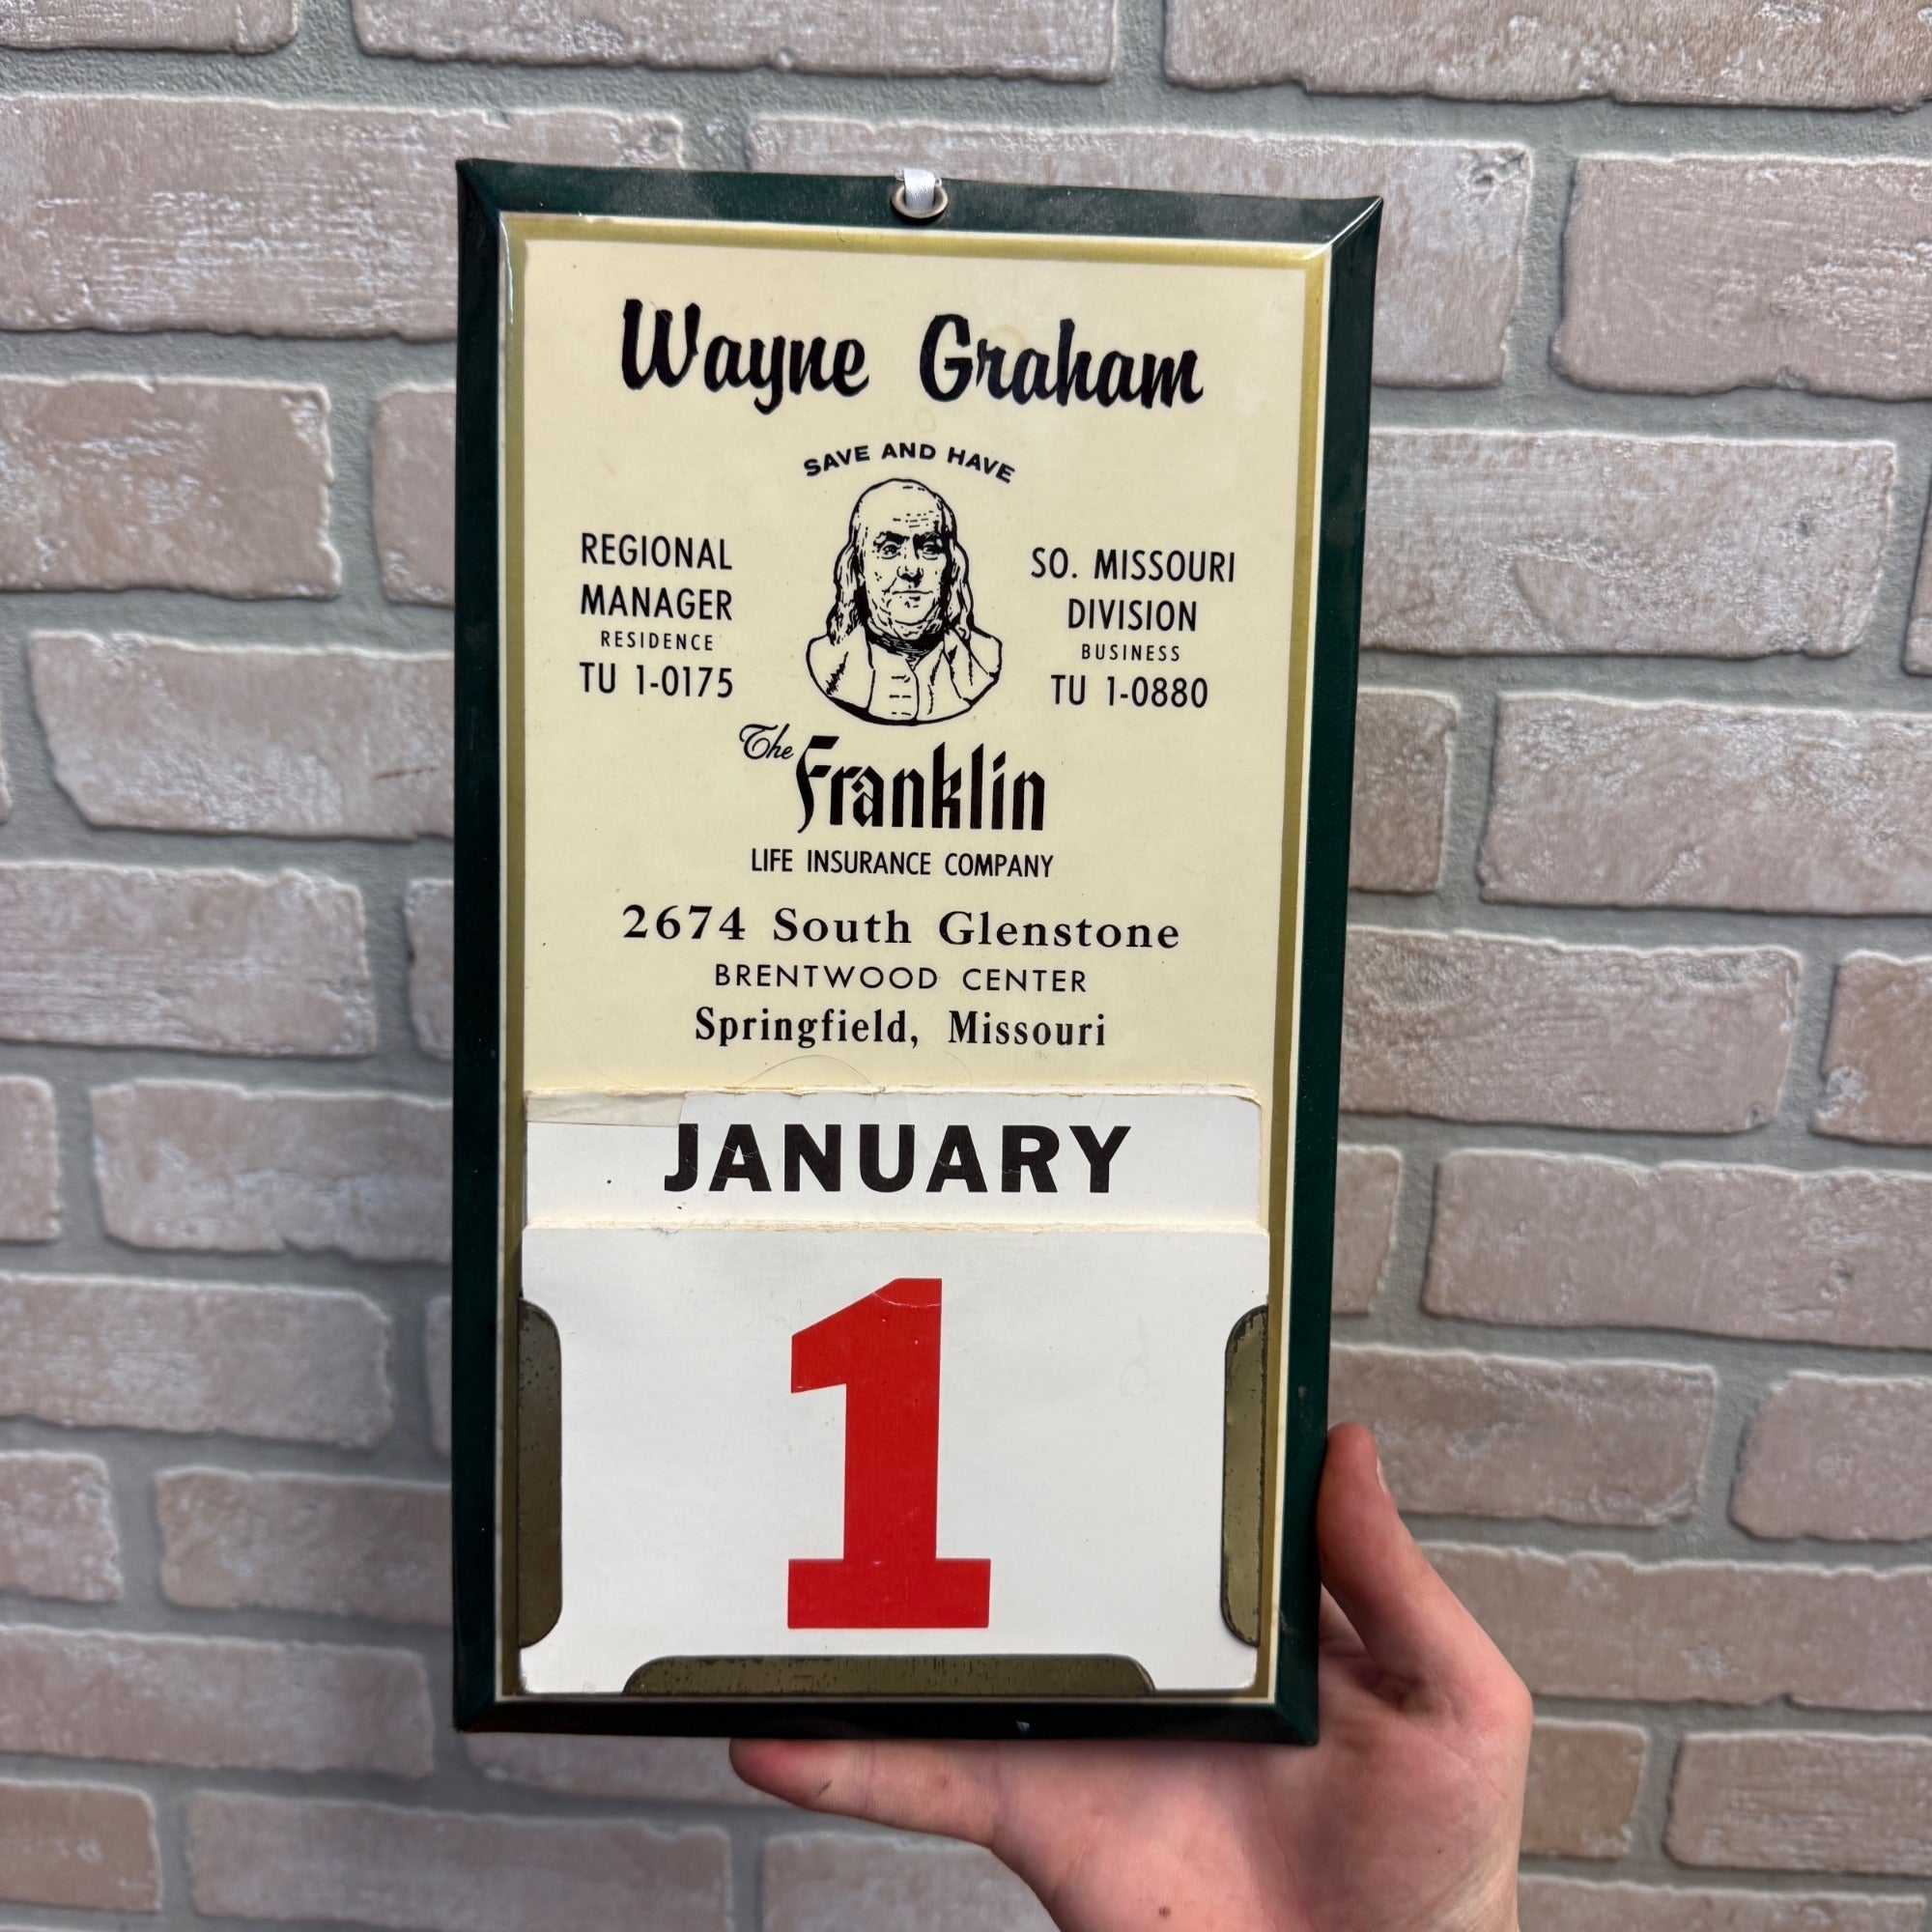 Wayne Graham
SAVE AND HAVE
REGIONAL
MANAGER
RESIDENCE
TU 1-0175
SO. MISSOURI
DIVISION
BUSINESS
TU 1-0880
The Franklin
LIFE INSURANCE COMPANY
2674 South Glenstone
BRENTWOOD CENTER
Springfield, Missouri
JANUARY
1